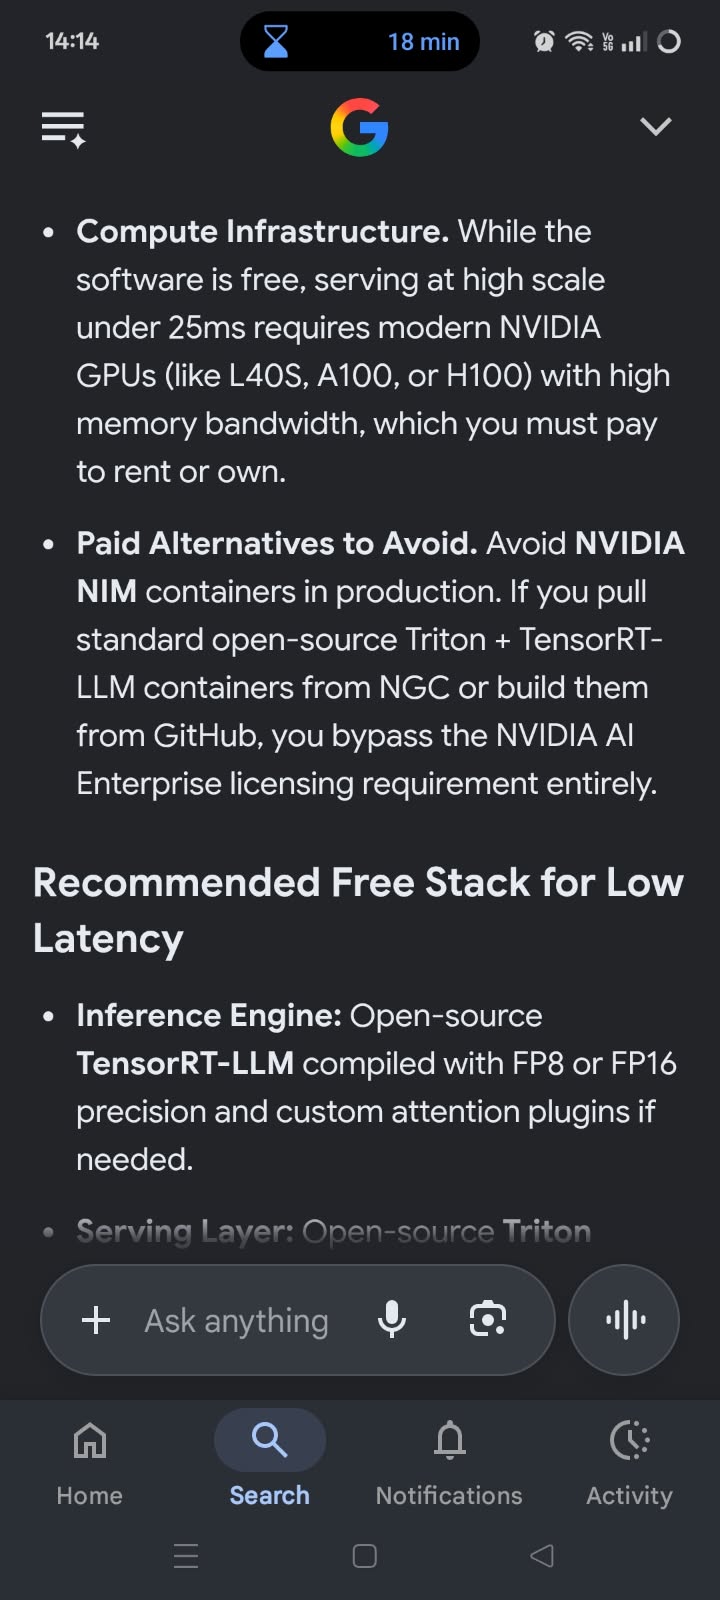 14:14
18 min
Vo
5G
Compute Infrastructure. While the
software is free, serving at high scale
under 25ms requires modern NVIDIA
GPUs (like L40S, A100, or H100) with high
memory bandwidth, which you must pay
to rent or own.
Paid Alternatives to Avoid. Avoid NVIDIA
NIM containers in production. If you pull
standard open-source Triton + TensorRT-
LLM containers from NGC or build them
from GitHub, you bypass the NVIDIA AI
Enterprise licensing requirement entirely.
Recommended Free Stack for Low
Latency
Inference Engine: Open-source
TensorRT-LLM compiled with FP8 or FP16
precision and custom attention plugins if
needed.
Serving Layer: Open-source Triton
Ask anything
Home
Search
Notifications
Activity